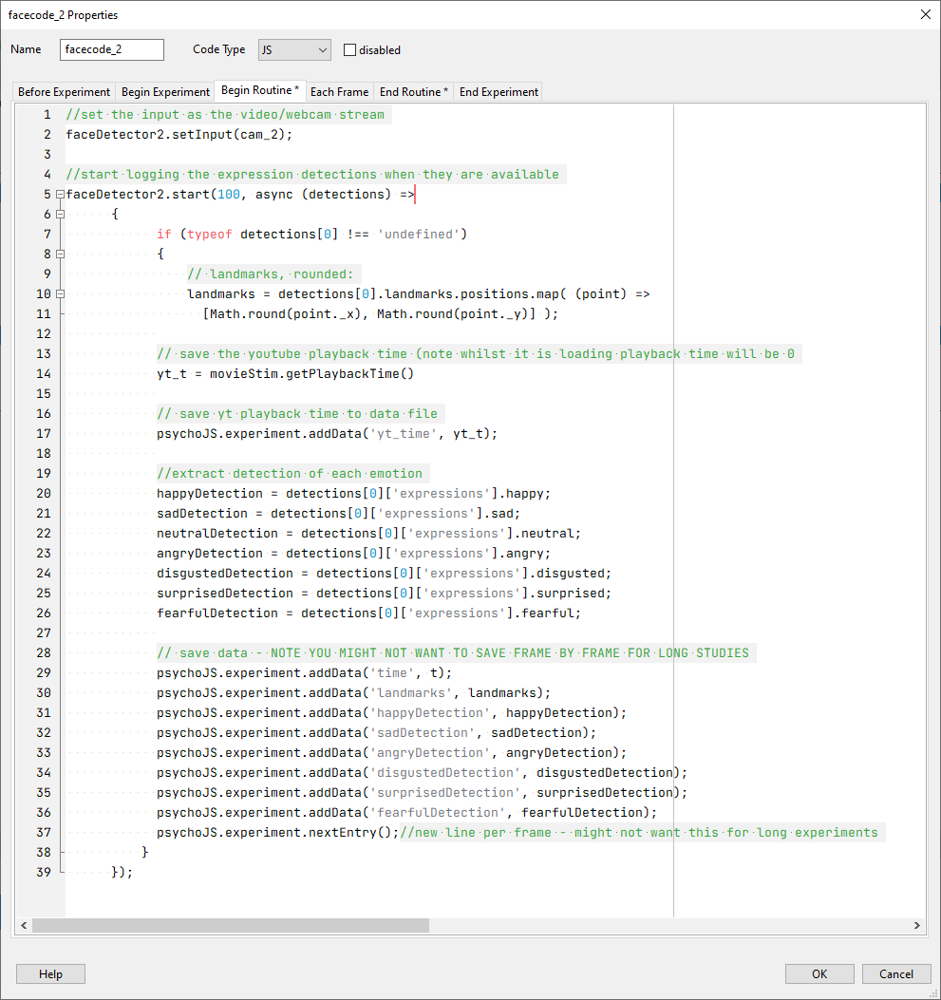 facecode_2 Properties
Name facecode_2 Code Type JS disabled
Before Experiment Begin Experiment Begin Routine * Each Frame End Routine * End Experiment
1 //set the input as the video/webcam stream
2 faceDetector2.setInput(cam_2);
3
4 //start logging the expression detections when they are available
5 faceDetector2.start(100, async (detections) =>
6 {
7 if (typeof detections[0] !== 'undefined')
8 {
9 // landmarks, rounded:
10 landmarks = detections[0].landmarks.positions.map( (point) =>
11 [Math.round(point._x), Math.round(point._y)] );
12
13 // save the youtube playback time (note whilst it is loading playback time will be 0
14 yt_t = movieStim.getPlaybackTime()
15
16 // save yt playback time to data file
17 psychoJS.experiment.addData('yt_time', yt_t);
18
19 //extract detection of each emotion
20 happyDetection = detections[0]['expressions'].happy;
21 sadDetection = detections[0]['expressions'].sad;
22 neutralDetection = detections[0]['expressions'].neutral;
23 angryDetection = detections[0]['expressions'].angry;
24 disgustedDetection = detections[0]['expressions'].disgusted;
25 surprisedDetection = detections[0]['expressions'].surprised;
26 fearfulDetection = detections[0]['expressions'].fearful;
27
28 // save data - NOTE YOU MIGHT NOT WANT TO SAVE FRAME BY FRAME FOR LONG STUDIES
29 psychoJS.experiment.addData('time', t);
30 psychoJS.experiment.addData('landmarks', landmarks);
31 psychoJS.experiment.addData('happyDetection', happyDetection);
32 psychoJS.experiment.addData('sadDetection', sadDetection);
33 psychoJS.experiment.addData('angryDetection', angryDetection);
34 psychoJS.experiment.addData('disgustedDetection', disgustedDetection);
35 psychoJS.experiment.addData('surprisedDetection', surprisedDetection);
36 psychoJS.experiment.addData('fearfulDetection', fearfulDetection);
37 psychoJS.experiment.nextEntry();//new line per frame - might not want this for long experiments
38 }
39 });
Help OK Cancel